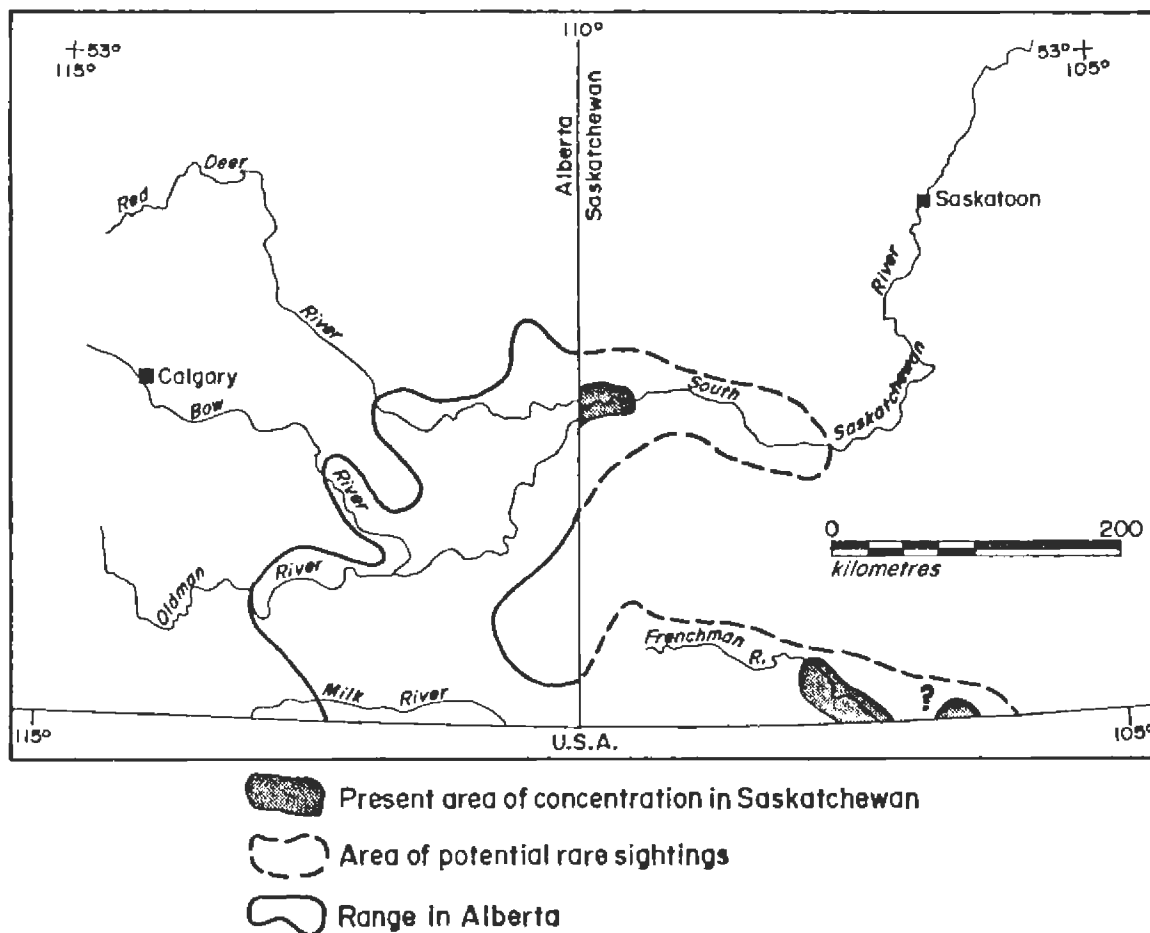 110°
53°
115°
53°
105°
Alberta
Saskatchewan
Red Deer River
Saskatoon
Calgary
Bow River
South Saskatchewan River
0 200
kilometres
Oldman River
Frenchman R.
Milk River
?
115°
U.S.A.
105°
Present area of concentration in Saskatchewan
Area of potential rare sightings
Range in Alberta